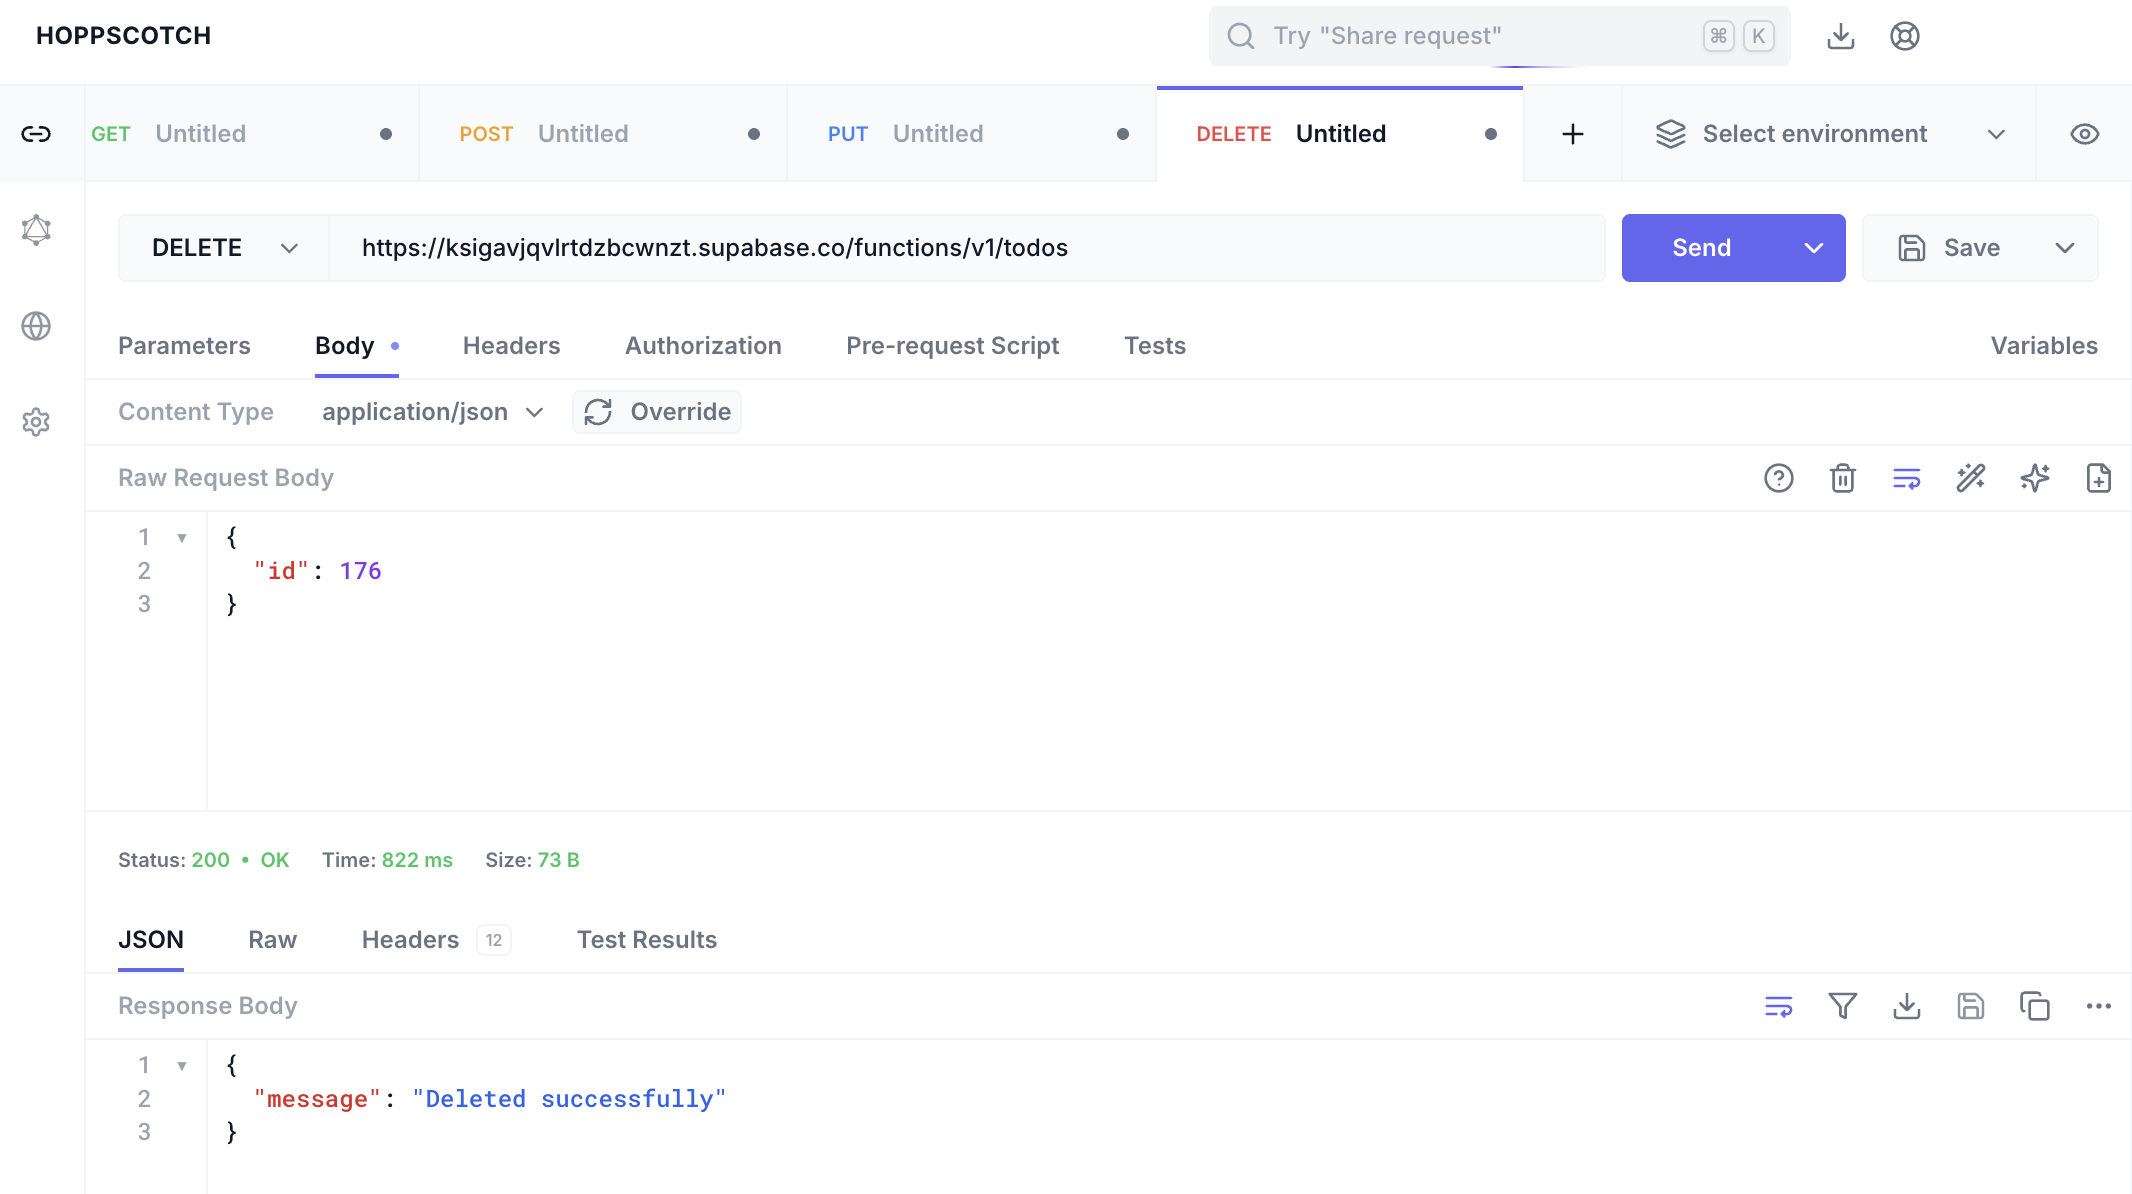 HOPPSCOTCH
Try "Share request"
⌘ K
GET Untitled
POST Untitled
PUT Untitled
DELETE Untitled
Select environment
DELETE
https://ksigavjqvlrtdzbcwnzt.supabase.co/functions/v1/todos
Send
Save
Parameters
Body
Headers
Authorization
Pre-request Script
Tests
Variables
Content Type
application/json
Override
Raw Request Body
1 {
2 "id": 176
3 }
Status: 200 • OK
Time: 822 ms
Size: 73 B
JSON
Raw
Headers 12
Test Results
Response Body
1 {
2 "message": "Deleted successfully"
3 }